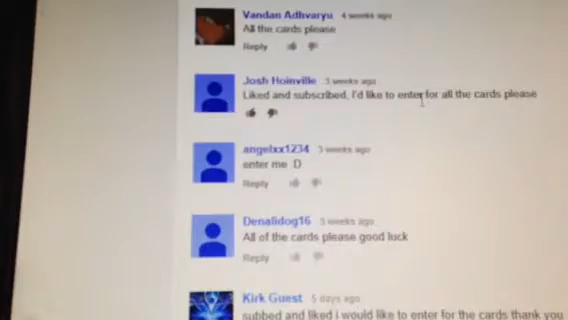 Vandan Adhvaryu 4 weeks ago
All the cards please
Reply
Josh Hoinville 3 weeks ago
Liked and subscribed, I'd like to enter for all the cards please
angelxx1234 3 weeks ago
enter me :D
Reply
Denalidog16 3 weeks ago
All of the cards please good luck
Reply
Kirk Guest 5 days ago
subbed and liked i would like to enter for the cards thank you